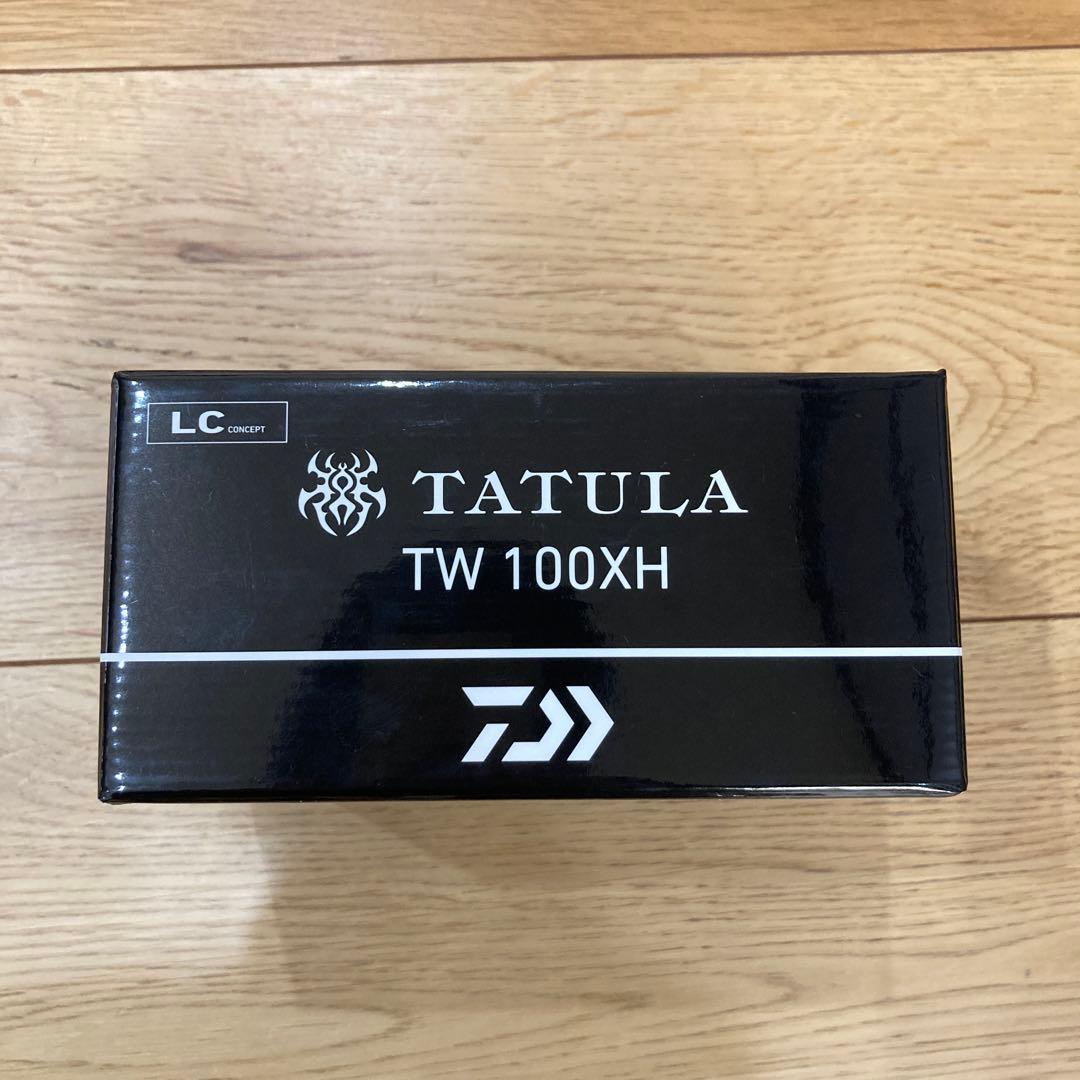 LC CONCEPT
TATULA
TW 100XH